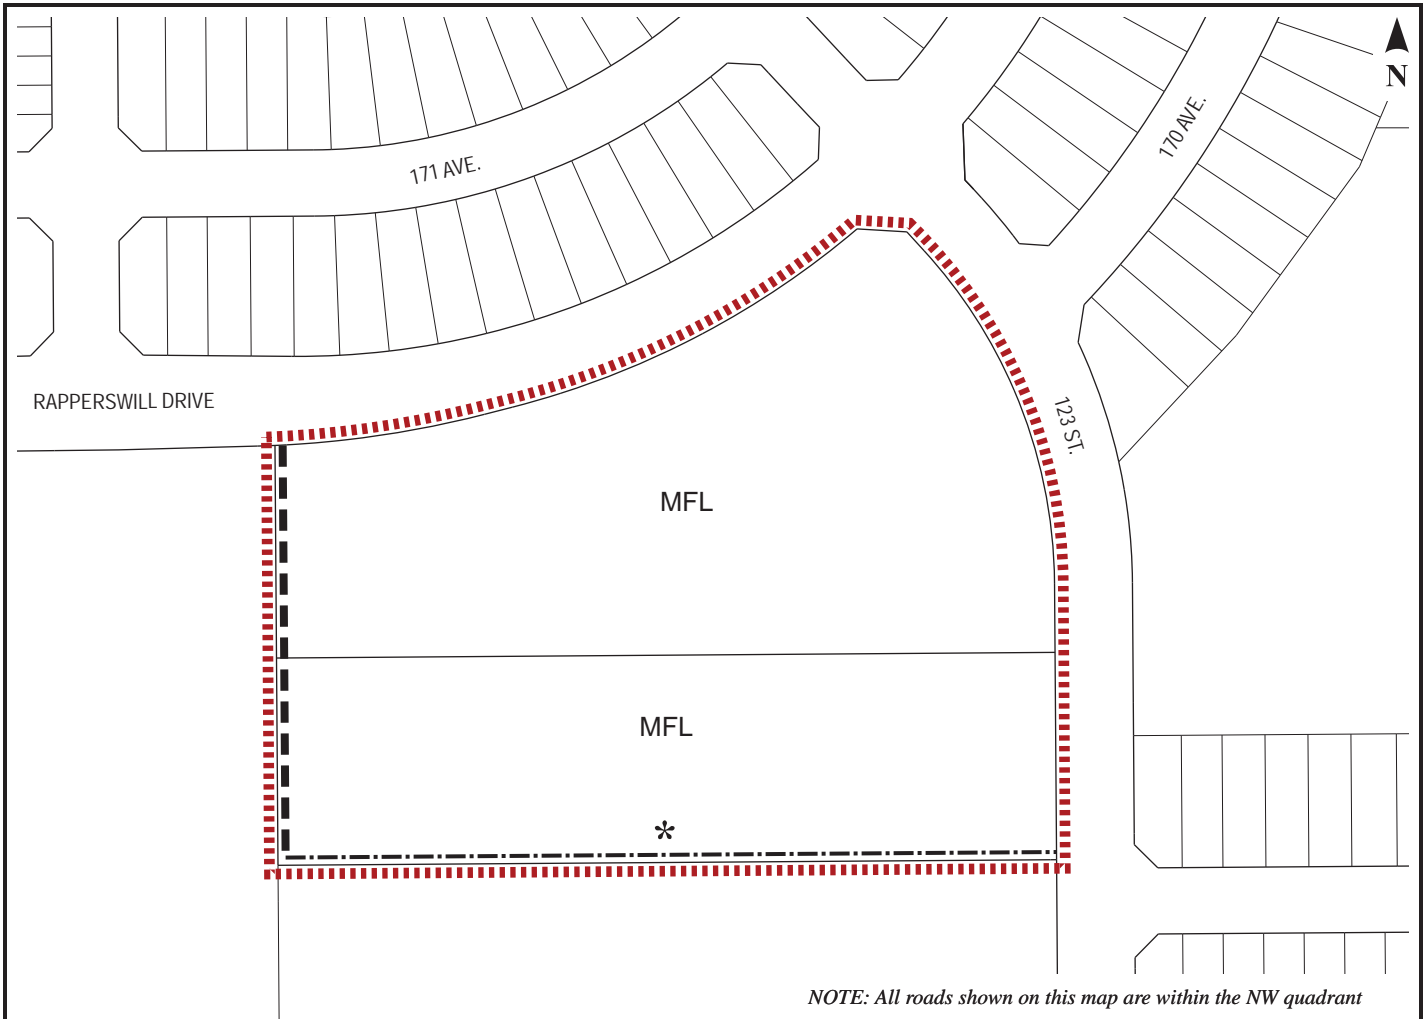 N
170 AVE.
171 AVE.
RAPPERSWILL DRIVE
123 ST.
MFL
MFL
*
NOTE: All roads shown on this map are within the NW quadrant